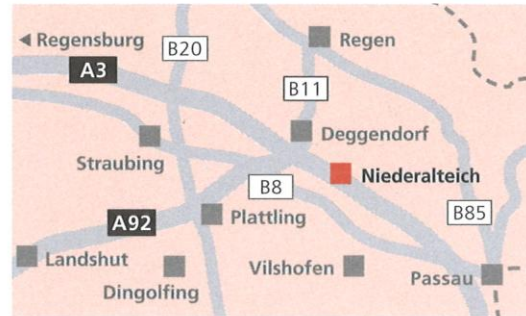 ◄ Regensburg
B20
Regen
A3
B11
Deggendorf
Straubing
Niederalteich
B8
A92
Plattling
B85
Landshut
Vilshofen
Passau
Dingolfing